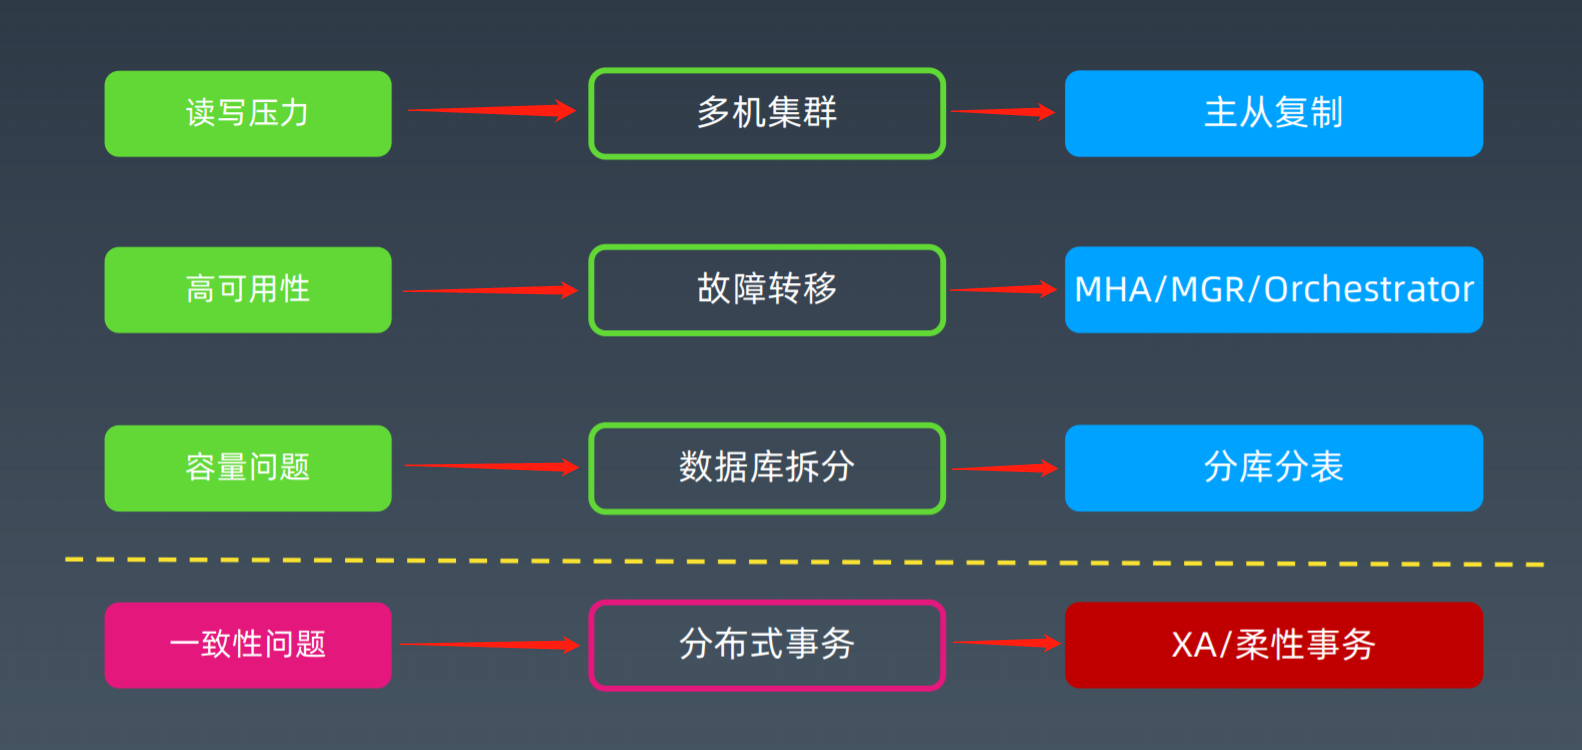 读写压力
多机集群
主从复制
高可用性
故障转移
MHA/MGR/Orchestrator
容量问题
数据库拆分
分库分表
一致性问题
分布式事务
XA/柔性事务